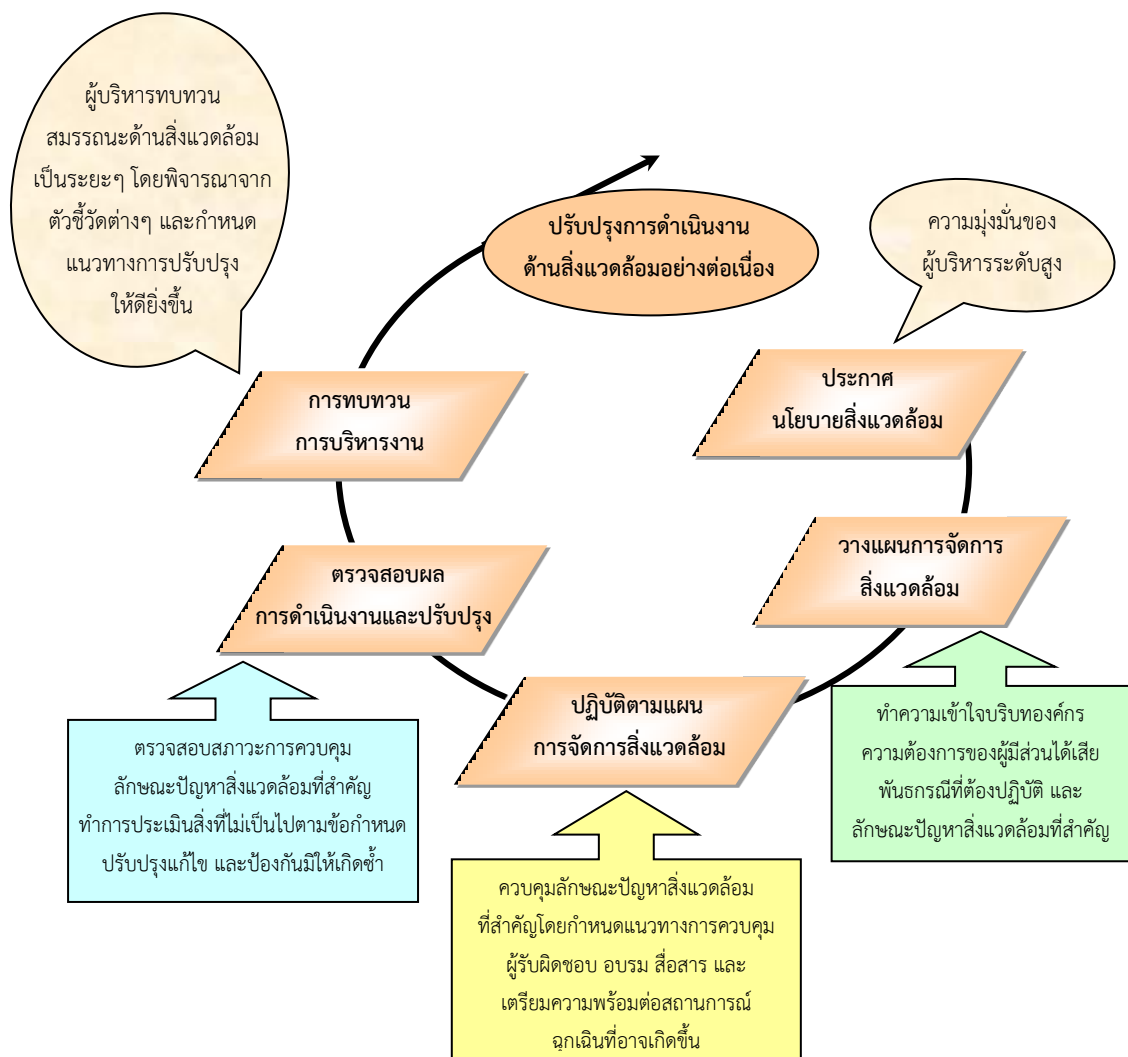 ผู้บริหารทบทวน
สมรรถนะด้านสิ่งแวดล้อม
เป็นระยะๆ โดยพิจารณาจาก
ตัวชี้วัดต่างๆ และกำหนด
แนวทางการปรับปรุง
ให้ดียิ่งขึ้น
ปรับปรุงการดำเนินงาน
ด้านสิ่งแวดล้อมอย่างต่อเนื่อง
ความมุ่งมั่นของ
ผู้บริหารระดับสูง
การทบทวน
การบริหารงาน
ประกาศ
นโยบายสิ่งแวดล้อม
ตรวจสอบผล
การดำเนินงานและปรับปรุง
วางแผนการจัดการ
สิ่งแวดล้อม
ปฏิบัติตามแผน
การจัดการสิ่งแวดล้อม
ตรวจสอบสภาวะการควบคุม
ลักษณะปัญหาสิ่งแวดล้อมที่สำคัญ
ทำการประเมินสิ่งที่ไม่เป็นไปตามข้อกำหนด
ปรับปรุงแก้ไข และป้องกันมิให้เกิดซ้ำ
ทำความเข้าใจบริบทองค์กร
ความต้องการของผู้มีส่วนได้เสีย
พันธกรณีที่ต้องปฏิบัติ และ
ลักษณะปัญหาสิ่งแวดล้อมที่สำคัญ
ควบคุมลักษณะปัญหาสิ่งแวดล้อม
ที่สำคัญโดยกำหนดแนวทางการควบคุม
ผู้รับผิดชอบ อบรม สื่อสาร และ
เตรียมความพร้อมต่อสถานการณ์
ฉุกเฉินที่อาจเกิดขึ้น